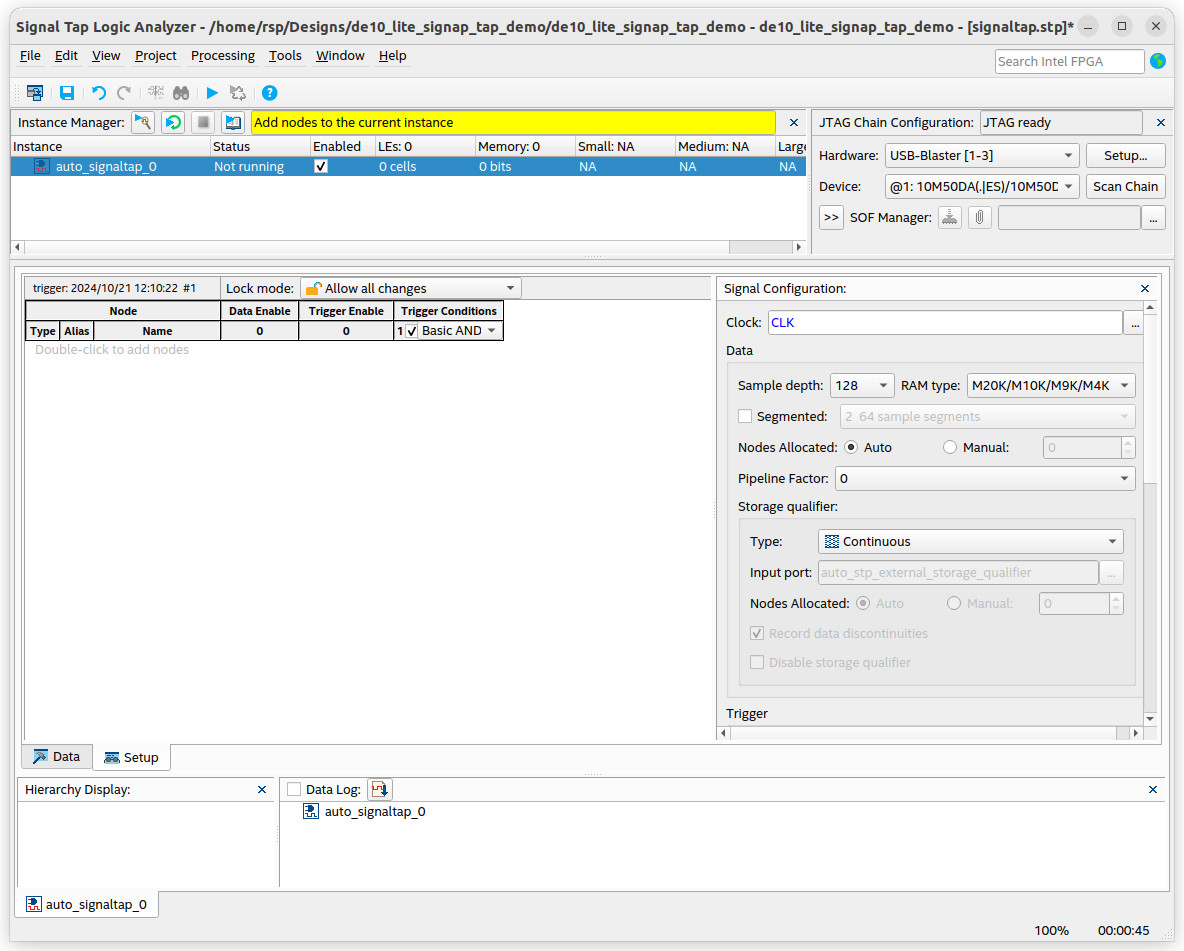 Signal Tap Logic Analyzer - /home/rsp/Designs/de10_lite_signap_tap_demo/de10_lite_signap_tap_demo - de10_lite_signap_tap_demo - [signaltap.stp]*
File Edit View Project Processing Tools Window Help
Search Intel FPGA
Instance Manager: Add nodes to the current instance
Instance Status Enabled LEs: 0 Memory: 0 Small: NA Medium: NA Large
auto_signaltap_0 Not running 0 cells 0 bits NA NA NA
JTAG Chain Configuration: JTAG ready
Hardware: USB-Blaster [1-3] Setup...
Device: @1: 10M50DA(.|ES)/10M50D Scan Chain
>> SOF Manager: ...
trigger: 2024/10/21 12:10:22 #1 Lock mode: Allow all changes
Node Data Enable Trigger Enable Trigger Conditions
Type Alias Name 0 0 1 Basic AND
Double-click to add nodes
Signal Configuration:
Clock: CLK ...
Data
Sample depth: 128 RAM type: M20K/M10K/M9K/M4K
Segmented: 2 64 sample segments
Nodes Allocated: Auto Manual: 0
Pipeline Factor: 0
Storage qualifier:
Type: Continuous
Input port: auto_stp_external_storage_qualifier ...
Nodes Allocated: Auto Manual: 0
Record data discontinuities
Disable storage qualifier
Trigger
Data Setup
Hierarchy Display:
Data Log:
auto_signaltap_0
auto_signaltap_0
100% 00:00:45